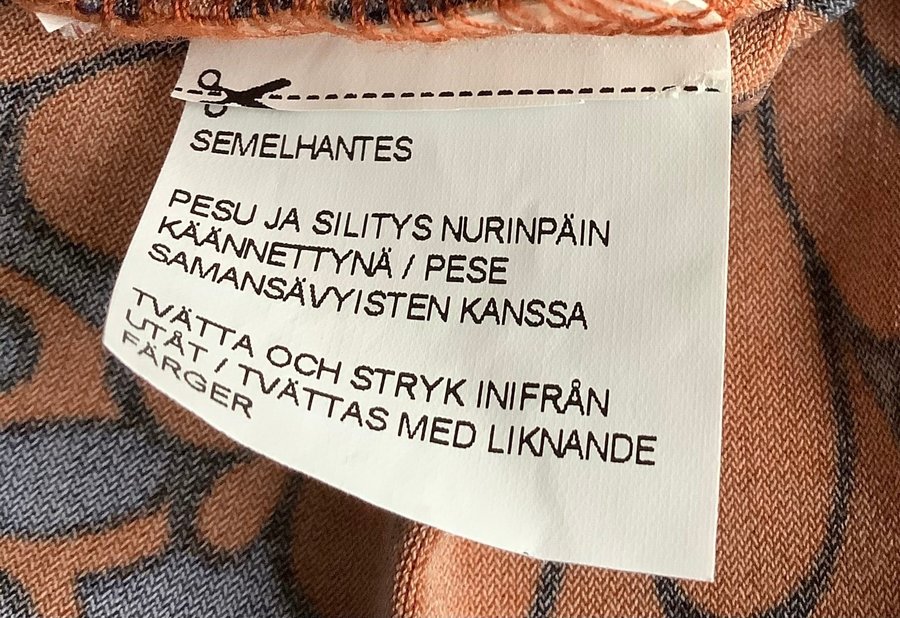 SEMELHANTES
PESU JA SILITYS NURINPÄIN
KÄÄNNETTYNÄ / PESE
SAMANSÄVYISTEN KANSSA
TVÄTTA OCH STRYK INIFRÅN
UTÅT / TVÄTTAS MED LIKNANDE
FÄRGER